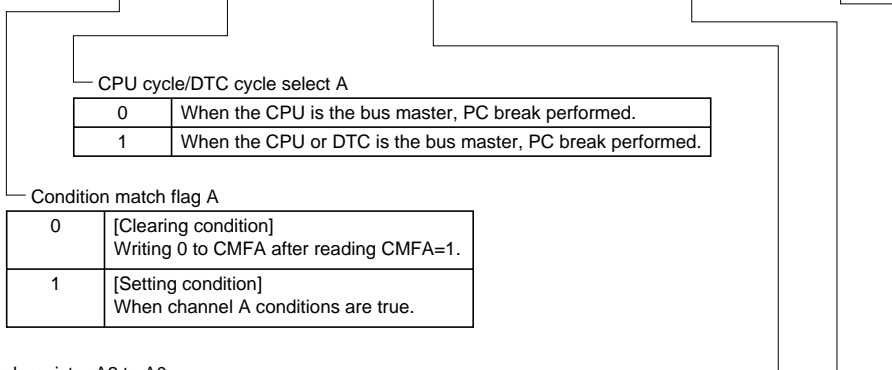 CPU cycle/DTC cycle select A
0 When the CPU is the bus master, PC break performed.
1 When the CPU or DTC is the bus master, PC break performed.
Condition match flag A
0 [Clearing condition]
Writing 0 to CMFA after reading CMFA=1.
1 [Setting condition]
When channel A conditions are true.